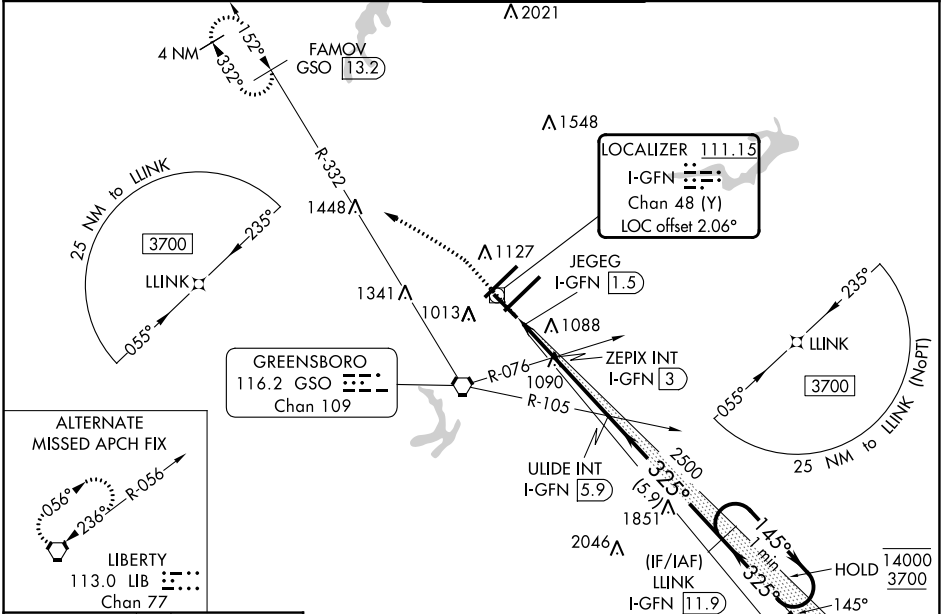 2021
4 NM
152°
332°
FAMOV
GSO 13.2
1548
LOCALIZER 111.15
I-GFN
Chan 48 (Y)
LOC offset 2.06°
R-332
25 NM to LLINK
235°
3700
LLINK
055°
1448
1127
JEGEG
I-GFN 1.5
1341
1013
1088
235°
LLINK
3700
055°
25 NM to LLINK (NoPT)
GREENSBORO
116.2 GSO
Chan 109
R-076
ZEPIX INT
I-GFN 3
1090
R-105
ALTERNATE
MISSED APCH FIX
056°
R-056
236°
LIBERTY
113.0 LIB
Chan 77
ULIDE INT
I-GFN 5.9
2500
325°
(5.9)
1851
2046
145°
1 min
325°
(IF/IAF)
LLINK
I-GFN 11.9
HOLD 14000
3700
145°